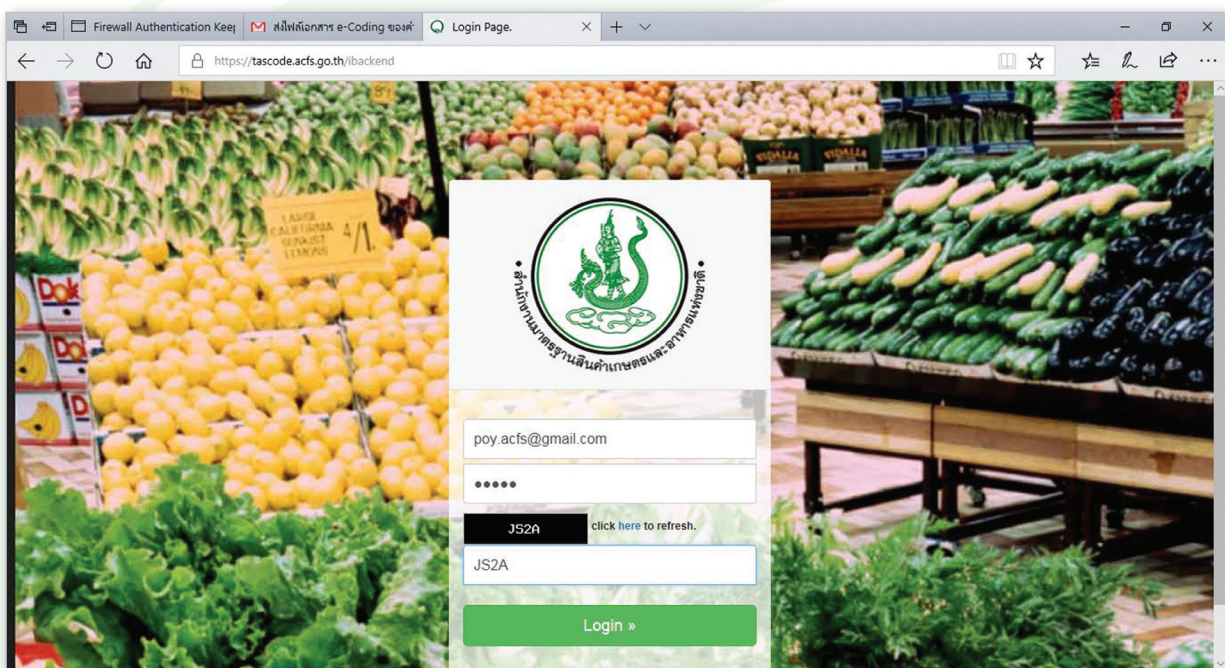 Firewall Authentication Keep
ส่งไฟล์เอกสาร e-Coding ของค่
Login Page.
https://tascode.acfs.go.th/ibackend
84
VIDALIA VIDALIA
LARGE
CALIFORNIA
SUNKIST
LEMONS
4/1.
• สำนักงานมาตรฐานสินค้าเกษตรและอาหารแห่งชาติ •
poy.acfs@gmail.com
•••••
JS2A click here to refresh.
JS2A
Login »